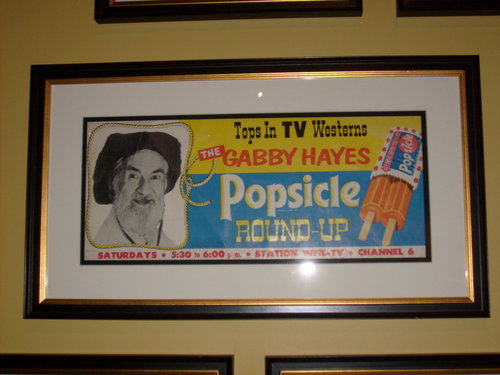 Tops In TV Westerns
THE
GABBY HAYES
Popsicle
ROUND-UP
Popsicle
SATURDAYS • 5:30 to 6:00 p.m. • STATION WFIL-TV • CHANNEL 6